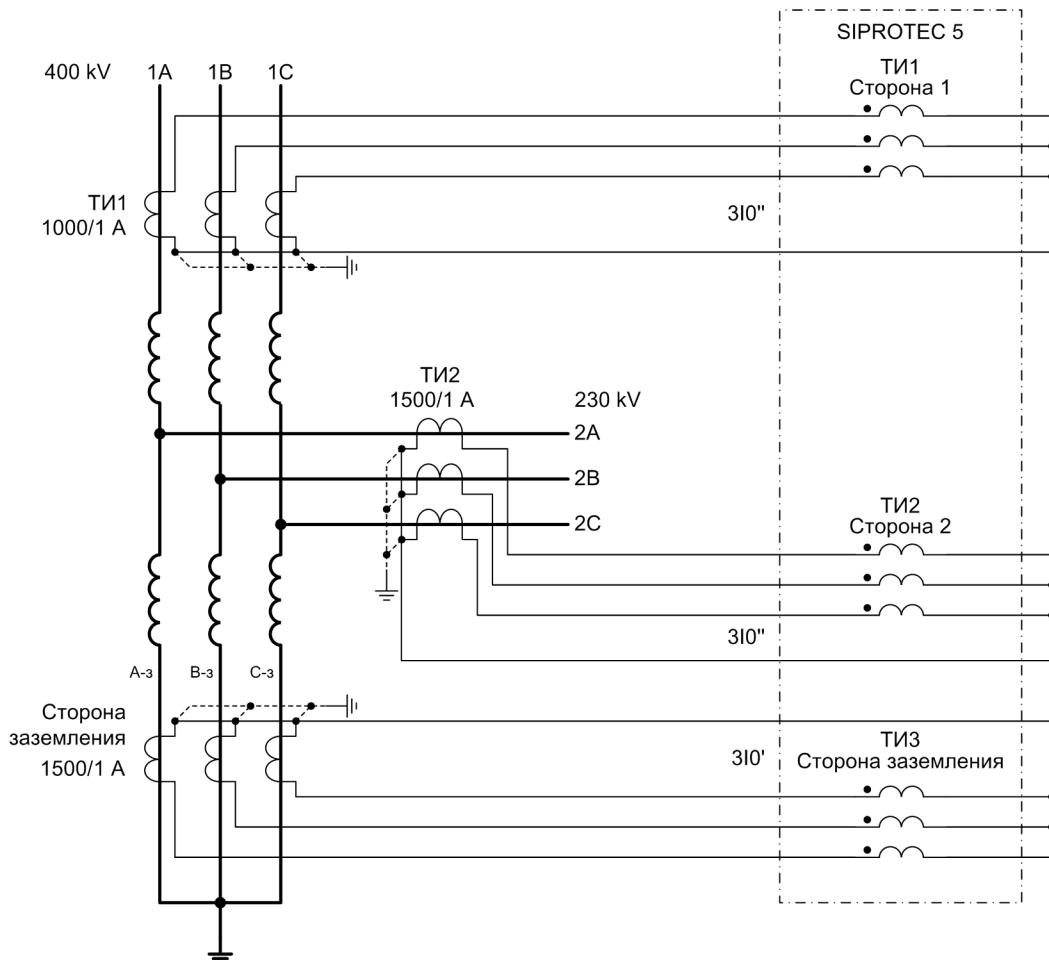 SIPROTEC 5
400 kV 1A 1B 1C
ТИ1
Сторона 1
ТИ1
1000/1 А
3I0"
ТИ2
1500/1 А
230 kV
2A
2B
2C
ТИ2
Сторона 2
3I0"
А-з В-з С-з
Сторона
заземления
1500/1 А
3I0'
ТИ3
Сторона заземления